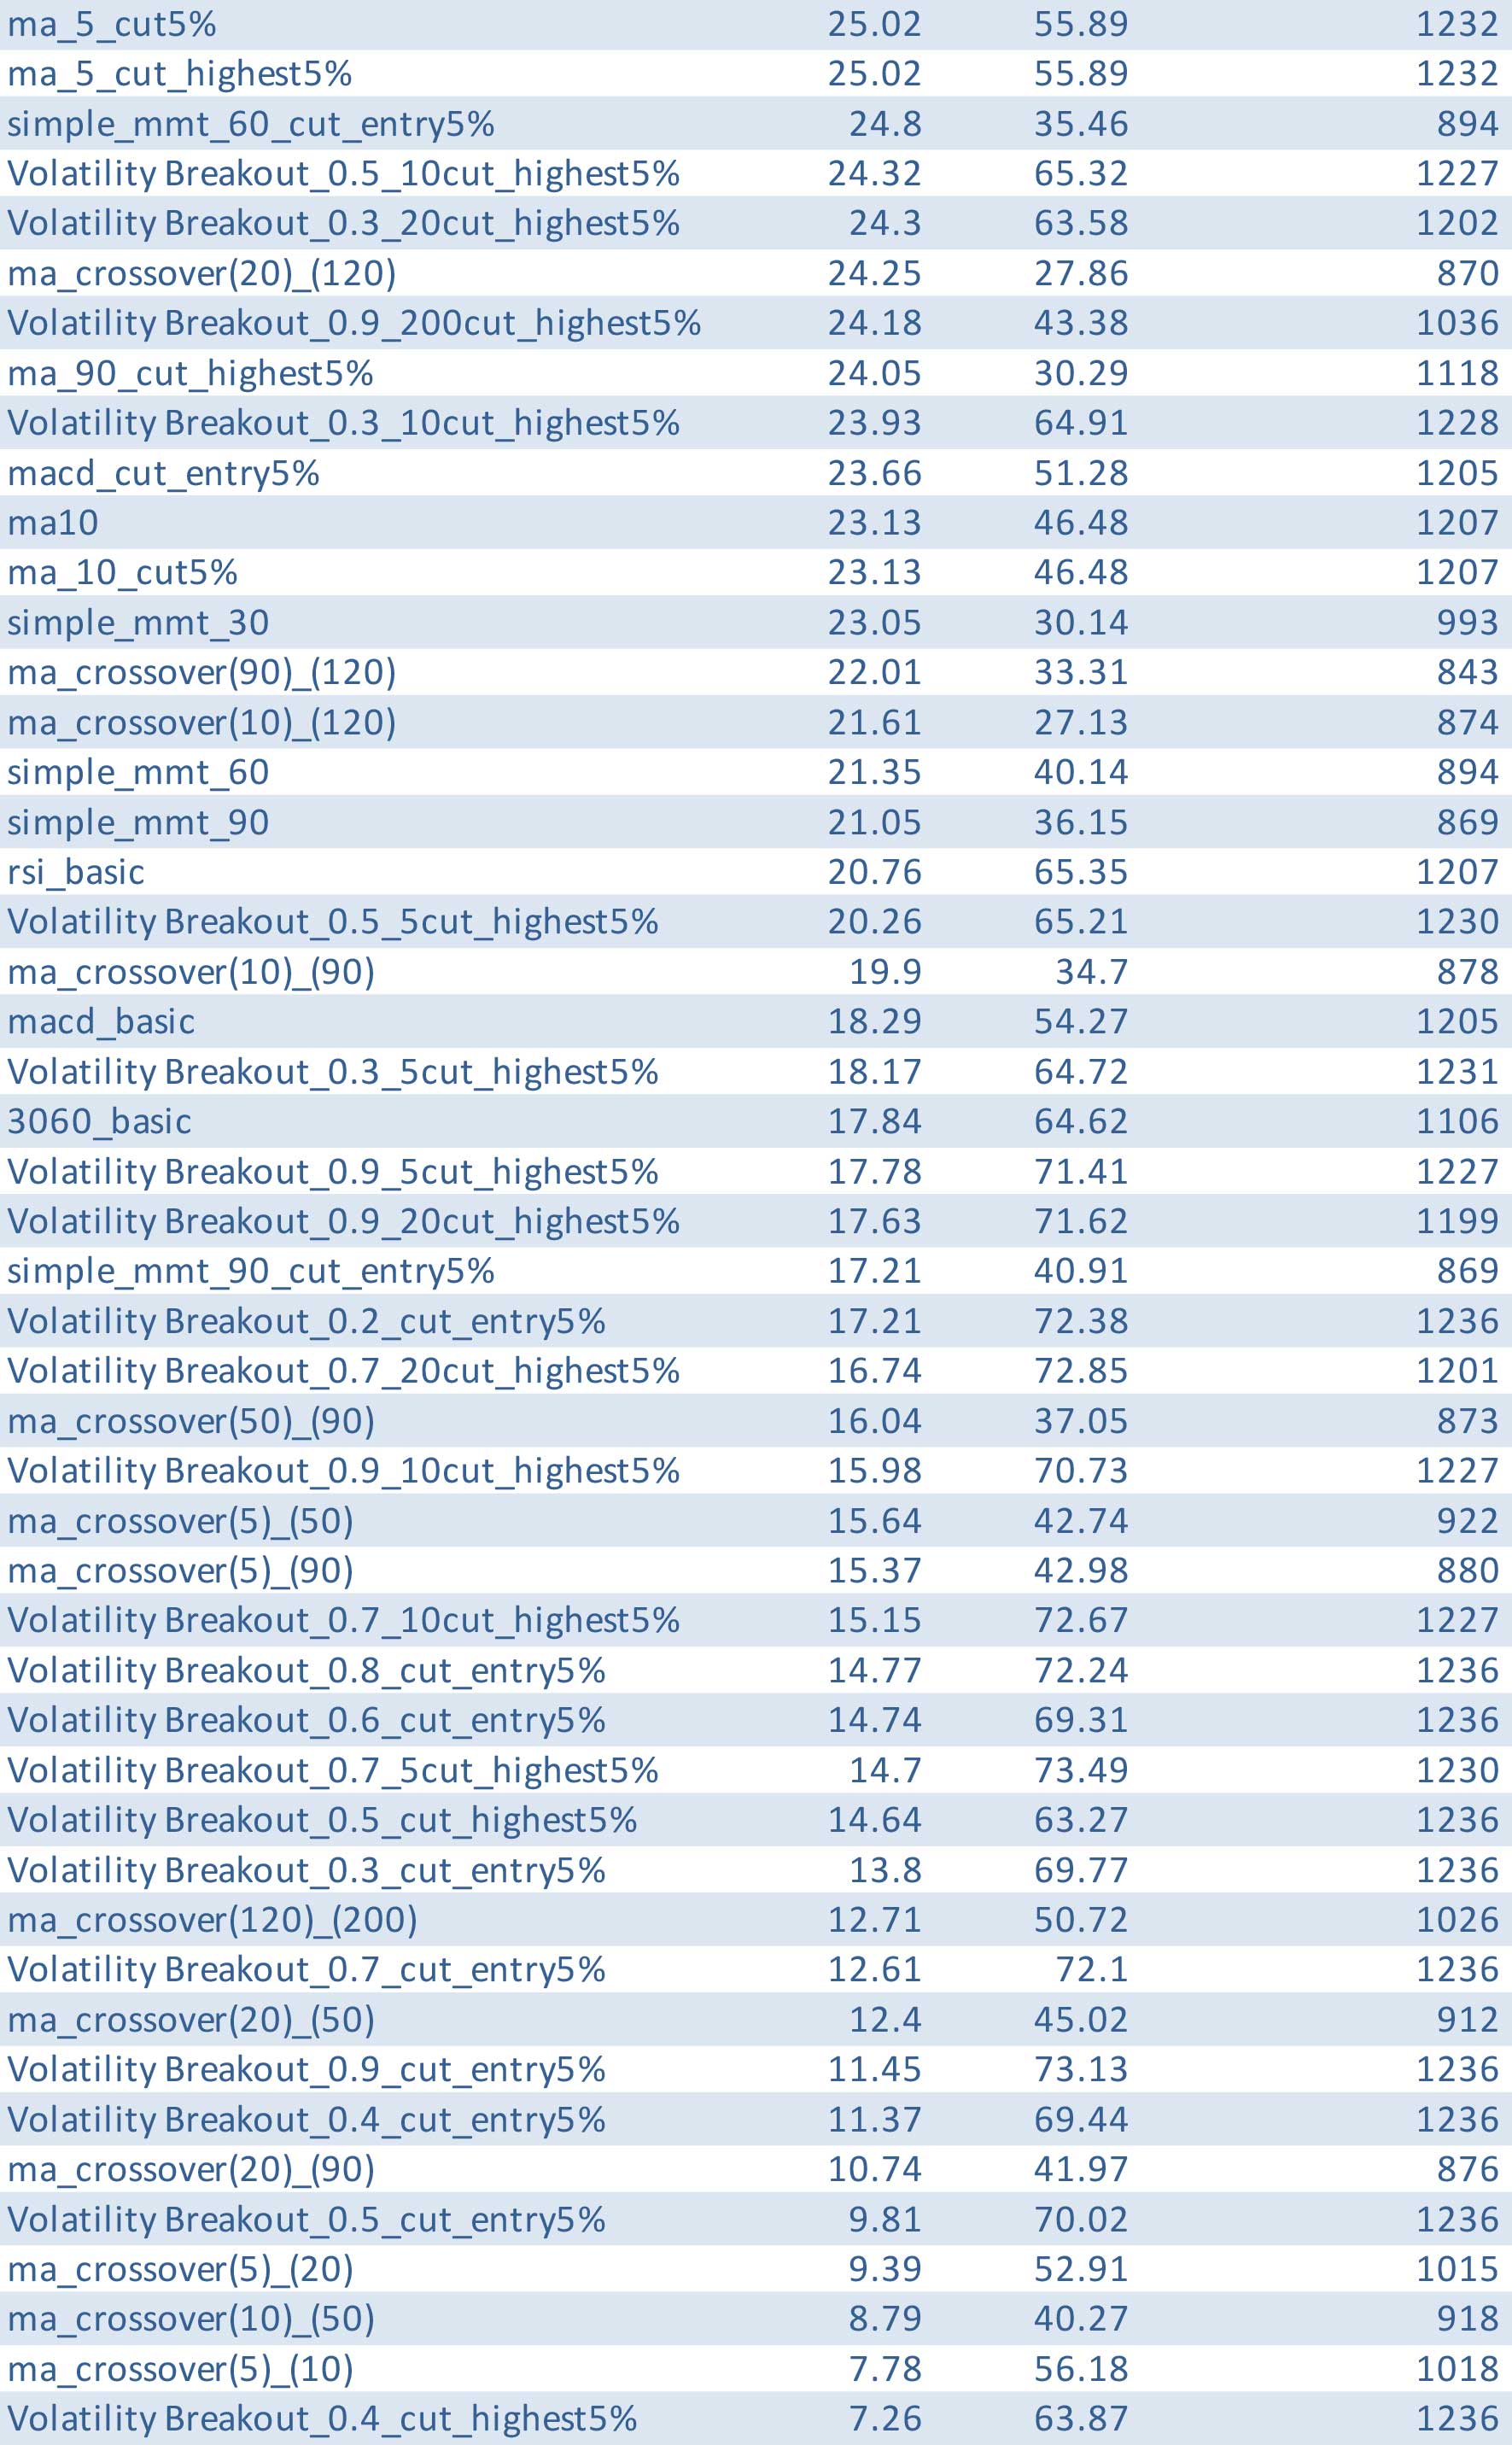 ma_5_cut5% 25.02 55.89 1232
ma_5_cut_highest5% 25.02 55.89 1232
simple_mmt_60_cut_entry5% 24.8 35.46 894
Volatility Breakout_0.5_10cut_highest5% 24.32 65.32 1227
Volatility Breakout_0.3_20cut_highest5% 24.3 63.58 1202
ma_crossover(20)_(120) 24.25 27.86 870
Volatility Breakout_0.9_200cut_highest5% 24.18 43.38 1036
ma_90_cut_highest5% 24.05 30.29 1118
Volatility Breakout_0.3_10cut_highest5% 23.93 64.91 1228
macd_cut_entry5% 23.66 51.28 1205
ma10 23.13 46.48 1207
ma_10_cut5% 23.13 46.48 1207
simple_mmt_30 23.05 30.14 993
ma_crossover(90)_(120) 22.01 33.31 843
ma_crossover(10)_(120) 21.61 27.13 874
simple_mmt_60 21.35 40.14 894
simple_mmt_90 21.05 36.15 869
rsi_basic 20.76 65.35 1207
Volatility Breakout_0.5_5cut_highest5% 20.26 65.21 1230
ma_crossover(10)_(90) 19.9 34.7 878
macd_basic 18.29 54.27 1205
Volatility Breakout_0.3_5cut_highest5% 18.17 64.72 1231
3060_basic 17.84 64.62 1106
Volatility Breakout_0.9_5cut_highest5% 17.78 71.41 1227
Volatility Breakout_0.9_20cut_highest5% 17.63 71.62 1199
simple_mmt_90_cut_entry5% 17.21 40.91 869
Volatility Breakout_0.2_cut_entry5% 17.21 72.38 1236
Volatility Breakout_0.7_20cut_highest5% 16.74 72.85 1201
ma_crossover(50)_(90) 16.04 37.05 873
Volatility Breakout_0.9_10cut_highest5% 15.98 70.73 1227
ma_crossover(5)_(50) 15.64 42.74 922
ma_crossover(5)_(90) 15.37 42.98 880
Volatility Breakout_0.7_10cut_highest5% 15.15 72.67 1227
Volatility Breakout_0.8_cut_entry5% 14.77 72.24 1236
Volatility Breakout_0.6_cut_entry5% 14.74 69.31 1236
Volatility Breakout_0.7_5cut_highest5% 14.7 73.49 1230
Volatility Breakout_0.5_cut_highest5% 14.64 63.27 1236
Volatility Breakout_0.3_cut_entry5% 13.8 69.77 1236
ma_crossover(120)_(200) 12.71 50.72 1026
Volatility Breakout_0.7_cut_entry5% 12.61 72.1 1236
ma_crossover(20)_(50) 12.4 45.02 912
Volatility Breakout_0.9_cut_entry5% 11.45 73.13 1236
Volatility Breakout_0.4_cut_entry5% 11.37 69.44 1236
ma_crossover(20)_(90) 10.74 41.97 876
Volatility Breakout_0.5_cut_entry5% 9.81 70.02 1236
ma_crossover(5)_(20) 9.39 52.91 1015
ma_crossover(10)_(50) 8.79 40.27 918
ma_crossover(5)_(10) 7.78 56.18 1018
Volatility Breakout_0.4_cut_highest5% 7.26 63.87 1236